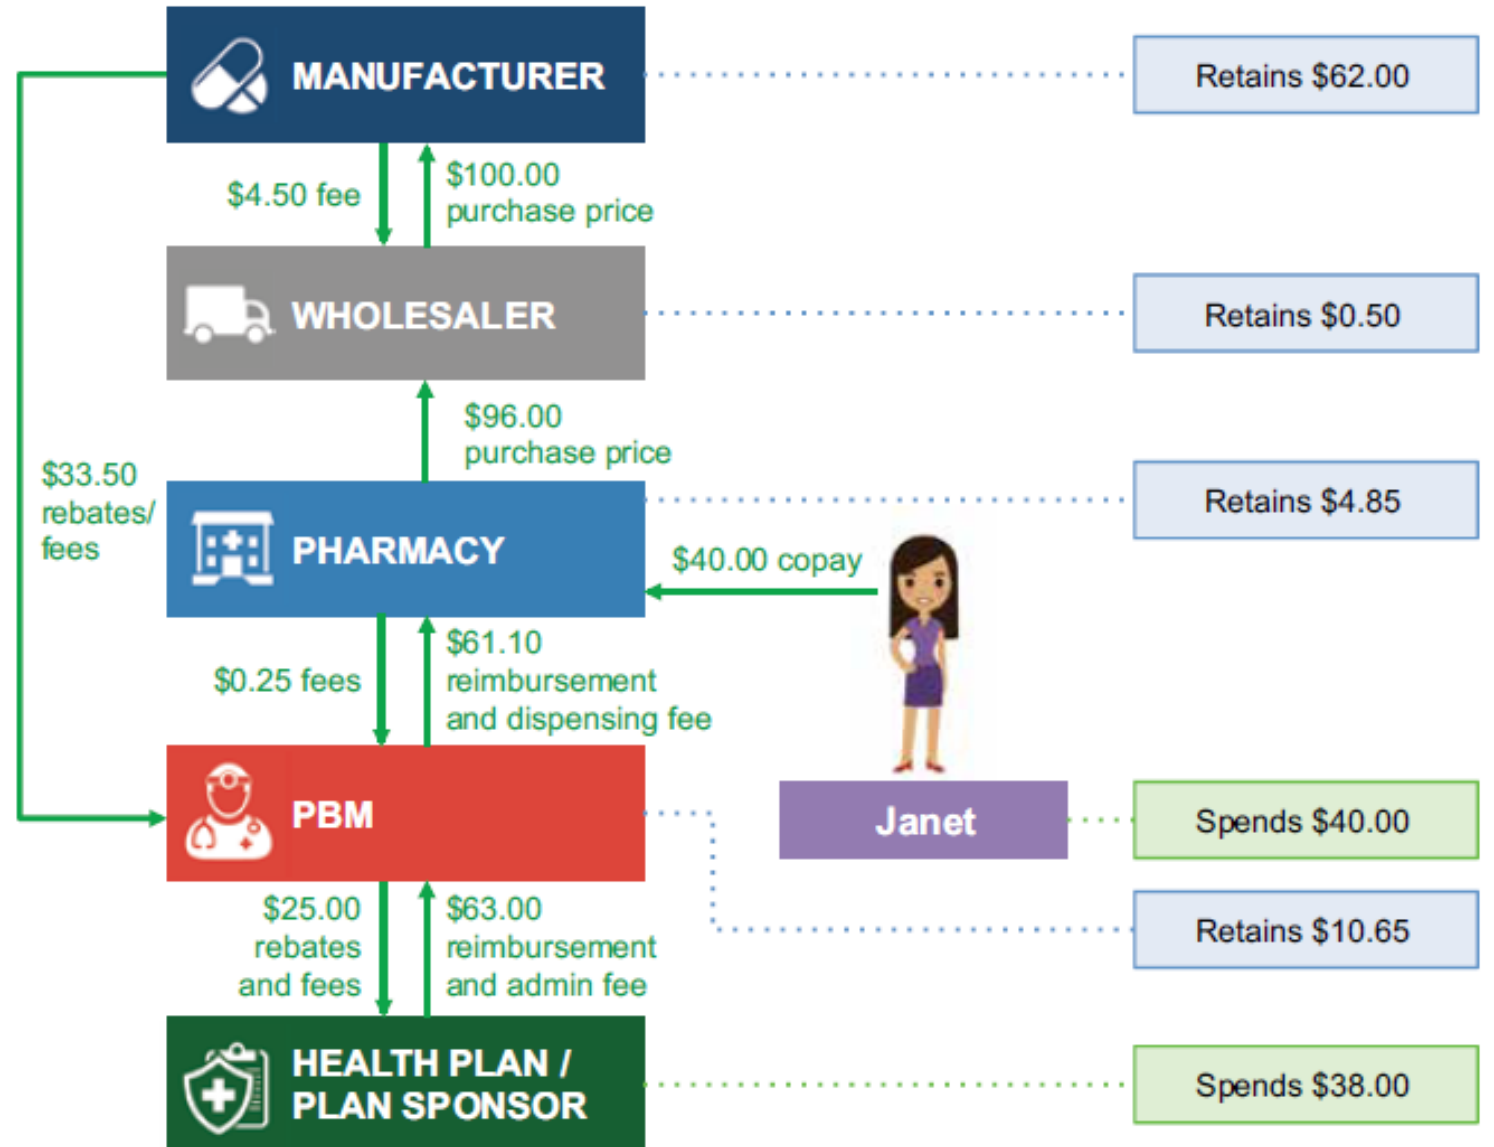 MANUFACTURER
Retains $62.00
$4.50 fee
$100.00
purchase price
WHOLESALER
Retains $0.50
$96.00
purchase price
$33.50
rebates/
fees
PHARMACY
Retains $4.85
$40.00 copay
$0.25 fees
$61.10
reimbursement
and dispensing fee
PBM
Janet
Spends $40.00
Retains $10.65
$25.00
rebates
and fees
$63.00
reimbursement
and admin fee
HEALTH PLAN /
PLAN SPONSOR
Spends $38.00